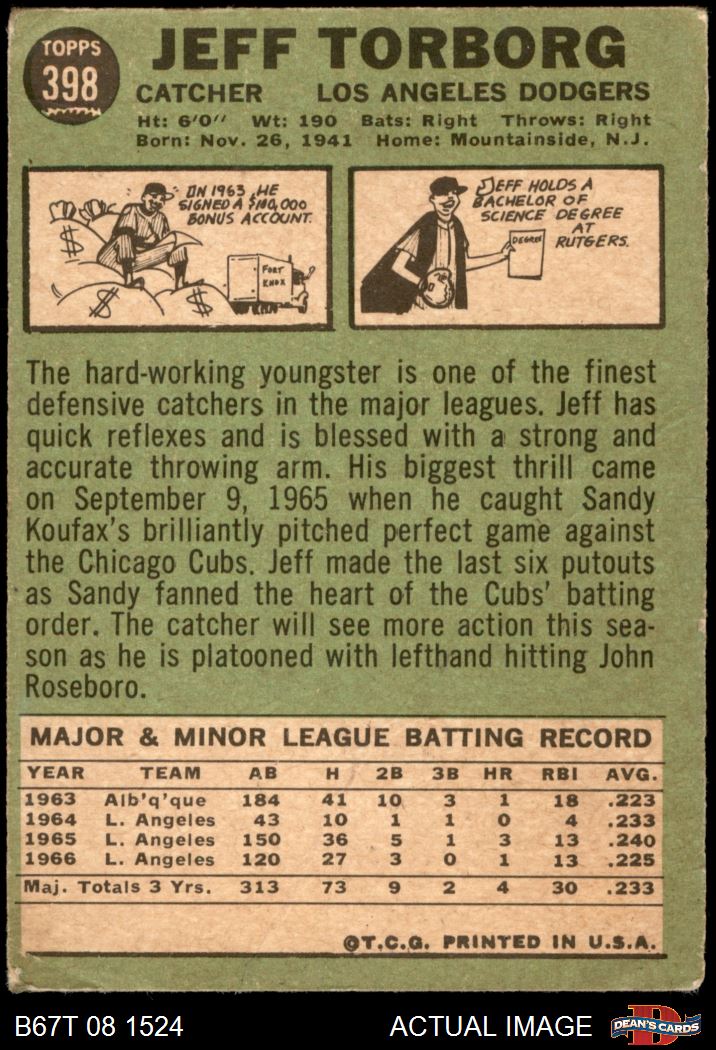 TOPPS
398
JEFF TORBORG
CATCHER LOS ANGELES DODGERS
Ht: 6'0" Wt: 190 Bats: Right Throws: Right
Born: Nov. 26, 1941 Home: Mountainside, N.J.
IN 1963 HE
SIGNED A $100,000
BONUS ACCOUNT.
$
$
$
FORT
KNOX
JEFF HOLDS A
BACHELOR OF
SCIENCE DEGREE
AT
RUTGERS.
DEGREE
The hard-working youngster is one of the finest
defensive catchers in the major leagues. Jeff has
quick reflexes and is blessed with a strong and
accurate throwing arm. His biggest thrill came
on September 9, 1965 when he caught Sandy
Koufax's brilliantly pitched perfect game against
the Chicago Cubs. Jeff made the last six putouts
as Sandy fanned the heart of the Cubs' batting
order. The catcher will see more action this sea-
son as he is platooned with lefthand hitting John
Roseboro.
MAJOR & MINOR LEAGUE BATTING RECORD
YEAR TEAM AB H 2B 3B HR RBI AVG.
1963 Alb'q'que 184 41 10 3 1 18 .223
1964 L. Angeles 43 10 1 1 0 4 .233
1965 L. Angeles 150 36 5 1 3 13 .240
1966 L. Angeles 120 27 3 0 1 13 .225
Maj. Totals 3 Yrs. 313 73 9 2 4 30 .233
©T.C.G. PRINTED IN U.S.A.
B67T 08 1524 ACTUAL IMAGE
D
DEAN'S CARDS